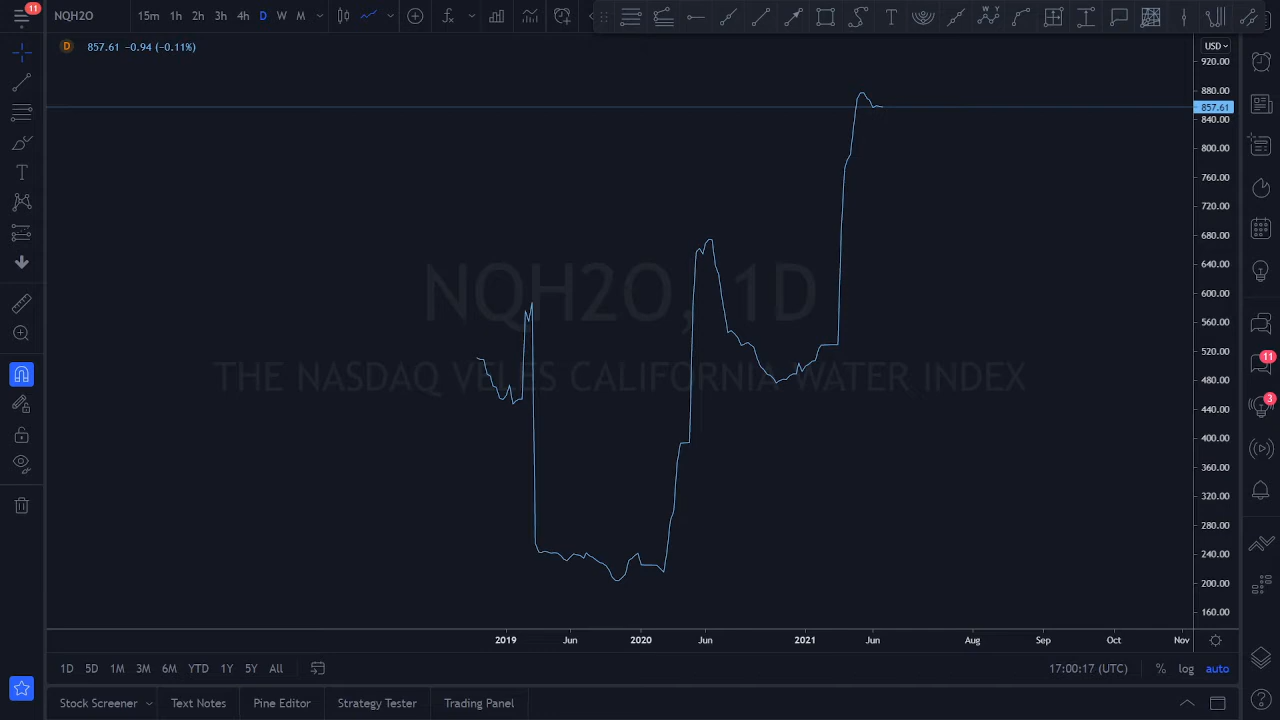 11
NQH2O 15m 1h 2h 3h 4h D W M
T
D 857.61 −0.94 (−0.11%)
USD
920.00
880.00
857.61
840.00
800.00
760.00
720.00
680.00
640.00
600.00
560.00
520.00
480.00
440.00
400.00
360.00
320.00
280.00
240.00
200.00
160.00
NQH2O, 1D
THE NASDAQ VELES CALIFORNIA WATER INDEX
T
11
3
2019 Jun 2020 Jun 2021 Jun Aug Sep Oct Nov
1D 5D 1M 3M 6M YTD 1Y 5Y All 17:00:17 (UTC) % log auto
Stock Screener Text Notes Pine Editor Strategy Tester Trading Panel